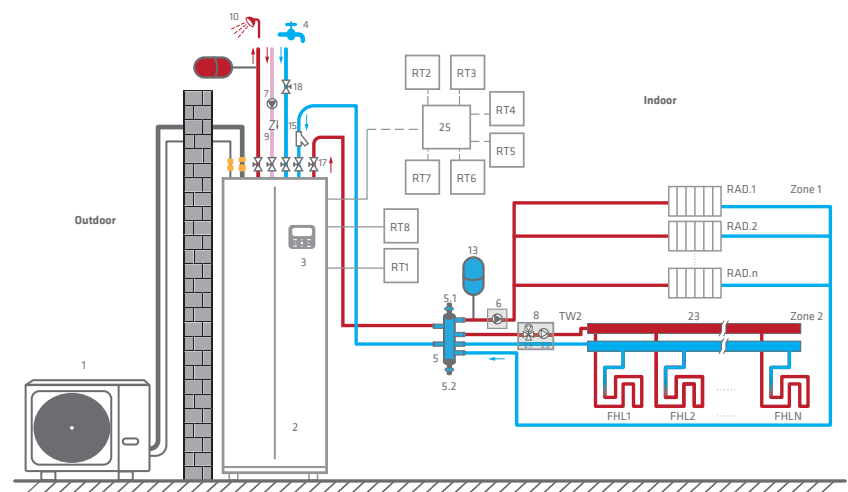 10
4
RT2
RT3
7
18
Indoor
RT4
25
9
15
RT5
17
RT7
RT6
RAD.1
Zone 1
Outdoor
RT8
RAD.2
3
RT1
13
RAD.n
5.1
6
8
TW2
23
Zone 2
5
1
5.2
FHL1
FHL2
FHLN
2